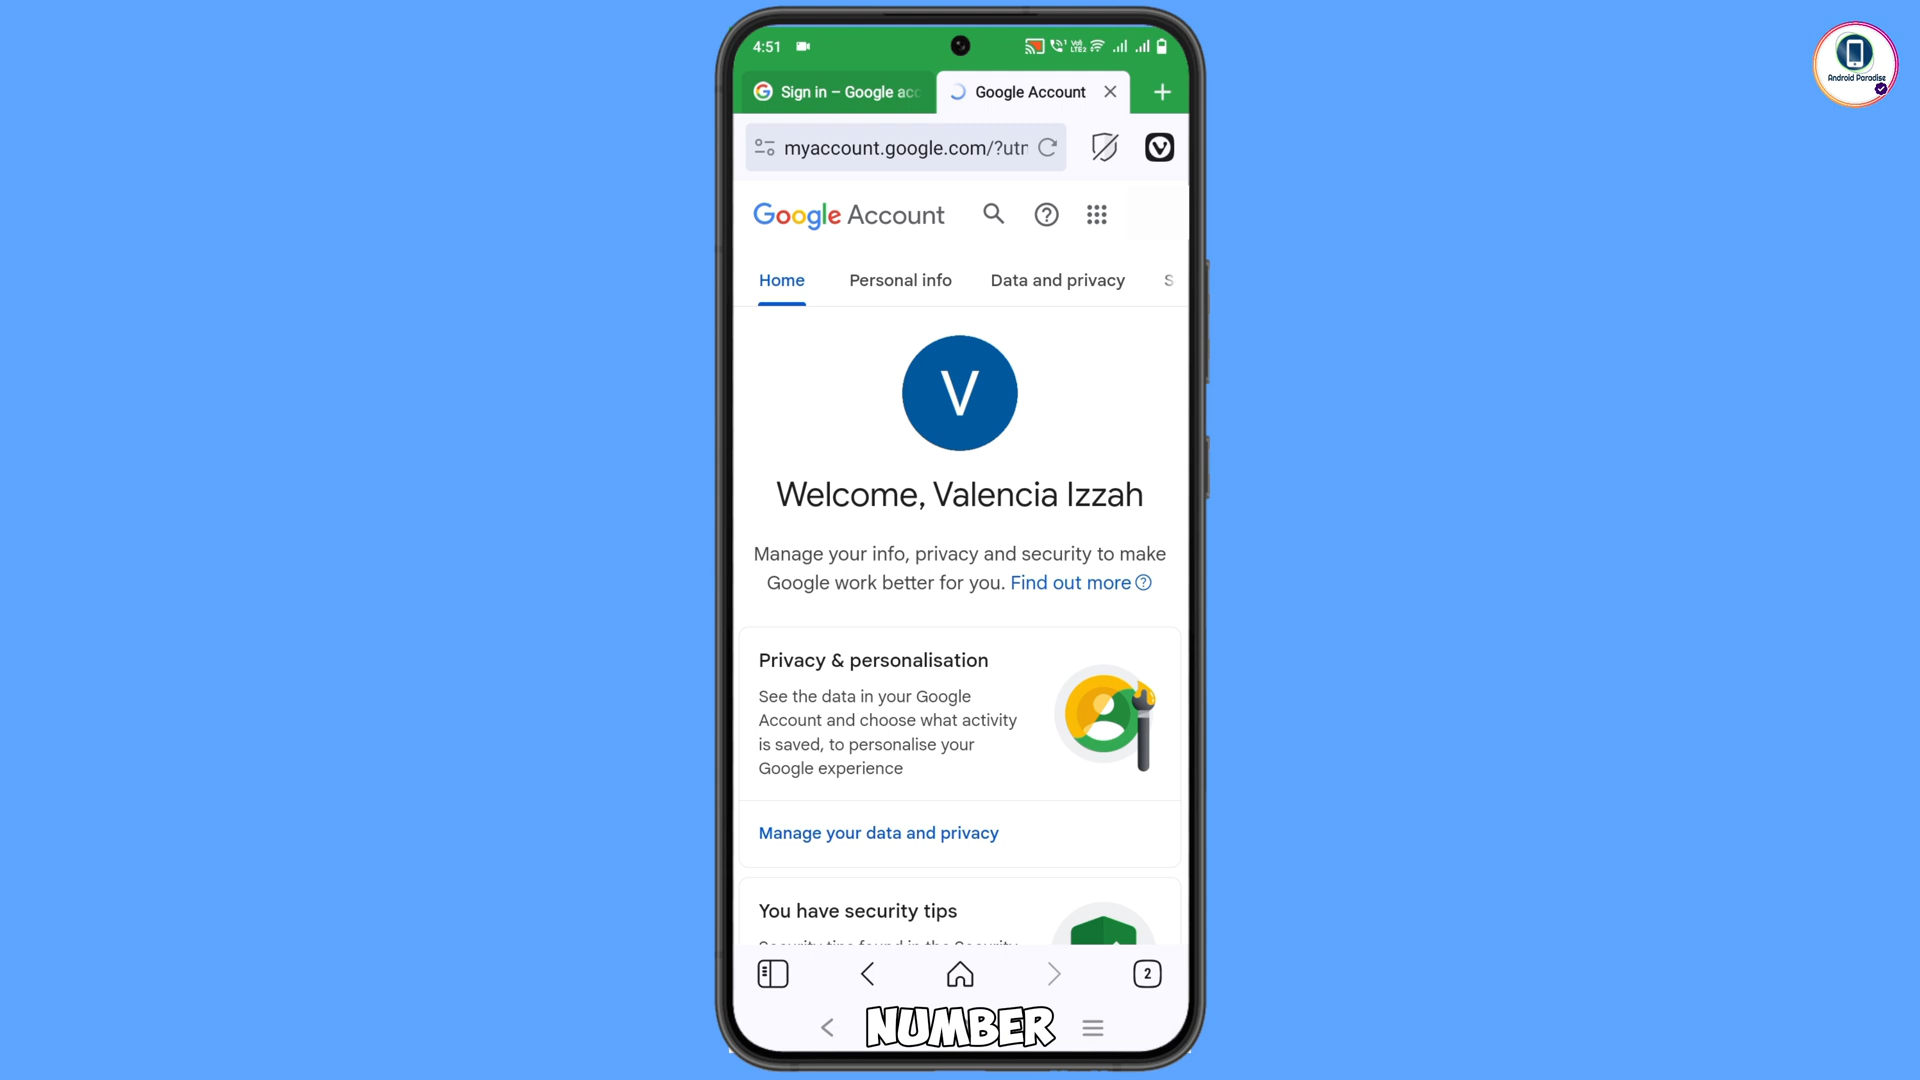 4:51
Vo) LTE2
Sign in – Google acc
Google Account
myaccount.google.com/?utr
Google Account
Home
Personal info
Data and privacy
S
V
Welcome, Valencia Izzah
Manage your info, privacy and security to make
Google work better for you. Find out more
Privacy & personalisation
See the data in your Google
Account and choose what activity
is saved, to personalise your
Google experience
Manage your data and privacy
You have security tips
2
NUMBER
Android Paradise